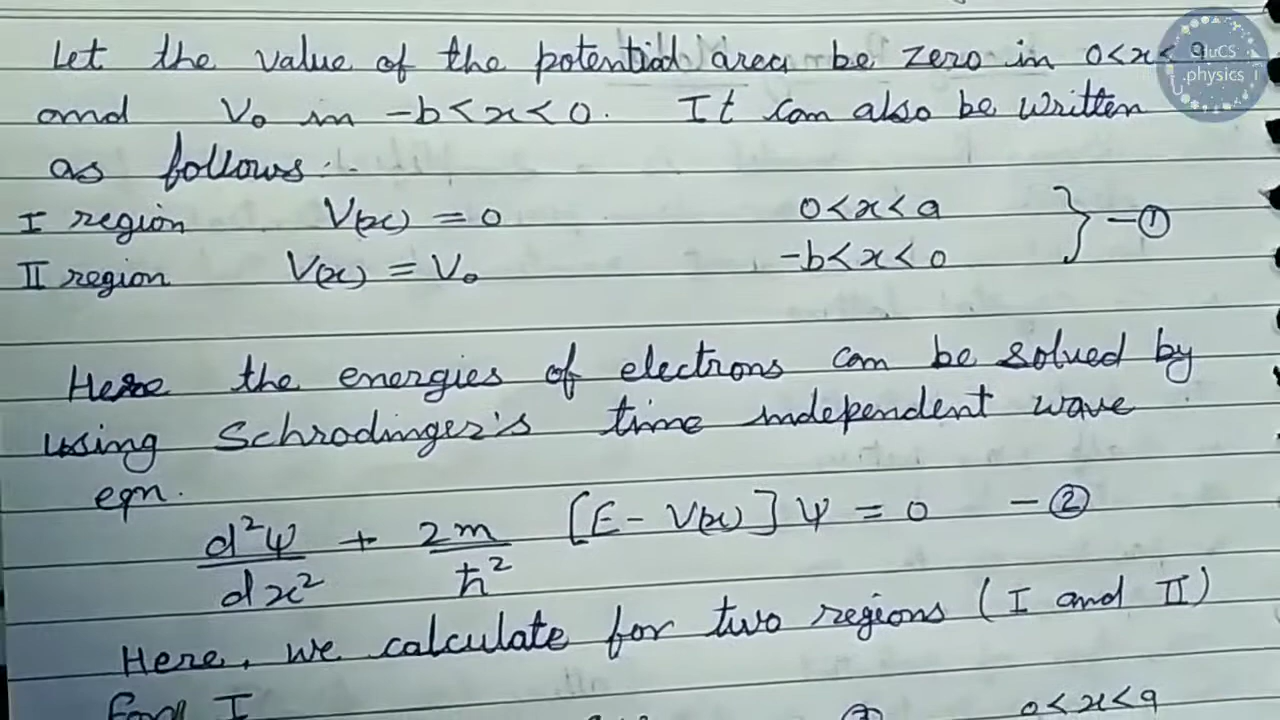 Let the value of the potential area be zero in 0<x<a
and V₀ in -b<x<0. It can also be written
as follows:-
I region V(x) = 0 0<x<a
II region V(x) = V₀ -b<x<0 } - ①
Here the energies of electrons can be solved by
using Schrodinger's time independent wave
eqn.
d²ψ/dx² + 2m/ħ² [E - V(x)] ψ = 0 - ②
Here, we calculate for two regions (I and II)
For I 0<x<a
physics